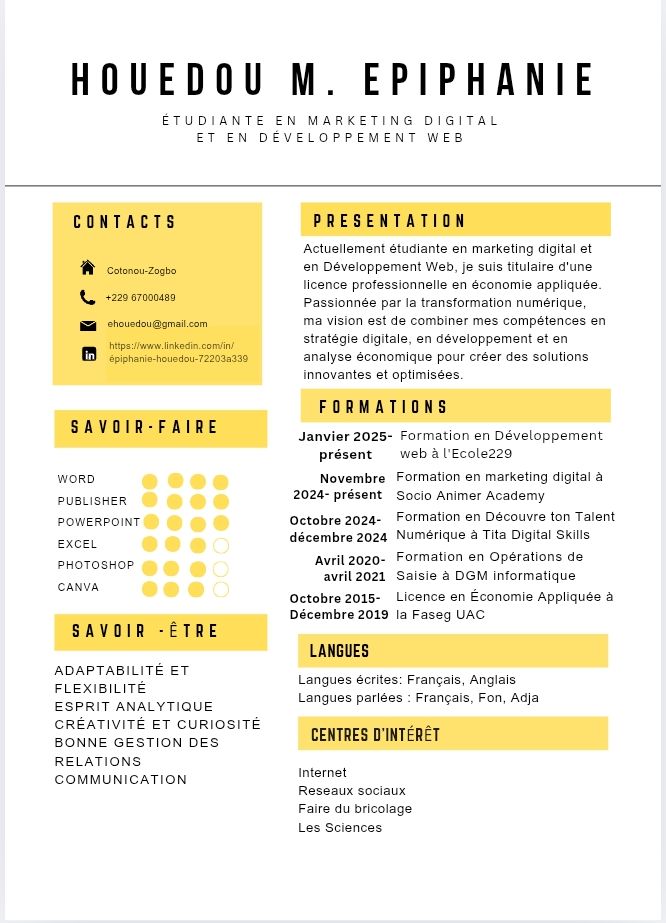 HOUEDOU M. EPIPHANIE
ÉTUDIANTE EN MARKETING DIGITAL
ET EN DÉVELOPPEMENT WEB
CONTACTS
Cotonou-Zogbo
+229 67000489
ehouedou@gmail.com
https://www.linkedin.com/in/
épiphanie-houedou-72203a339
SAVOIR-FAIRE
WORD
PUBLISHER
POWERPOINT
EXCEL
PHOTOSHOP
CANVA
SAVOIR -ÊTRE
ADAPTABILITÉ ET
FLEXIBILITÉ
ESPRIT ANALYTIQUE
CRÉATIVITÉ ET CURIOSITÉ
BONNE GESTION DES
RELATIONS
COMMUNICATION
PRESENTATION
Actuellement étudiante en marketing digital et
en Développement Web, je suis titulaire d'une
licence professionnelle en économie appliquée.
Passionnée par la transformation numérique,
ma vision est de combiner mes compétences en
stratégie digitale, en développement et en
analyse économique pour créer des solutions
innovantes et optimisées.
FORMATIONS
Janvier 2025- Formation en Développement
présent web à l'Ecole229
Novembre Formation en marketing digital à
2024- présent Socio Animer Academy
Octobre 2024- Formation en Découvre ton Talent
décembre 2024 Numérique à Tita Digital Skills
Avril 2020- Formation en Opérations de
avril 2021 Saisie à DGM informatique
Octobre 2015- Licence en Économie Appliquée à
Décembre 2019 la Faseg UAC
LANGUES
Langues écrites: Français, Anglais
Langues parlées : Français, Fon, Adja
CENTRES D'INTÉRÊT
Internet
Reseaux sociaux
Faire du bricolage
Les Sciences